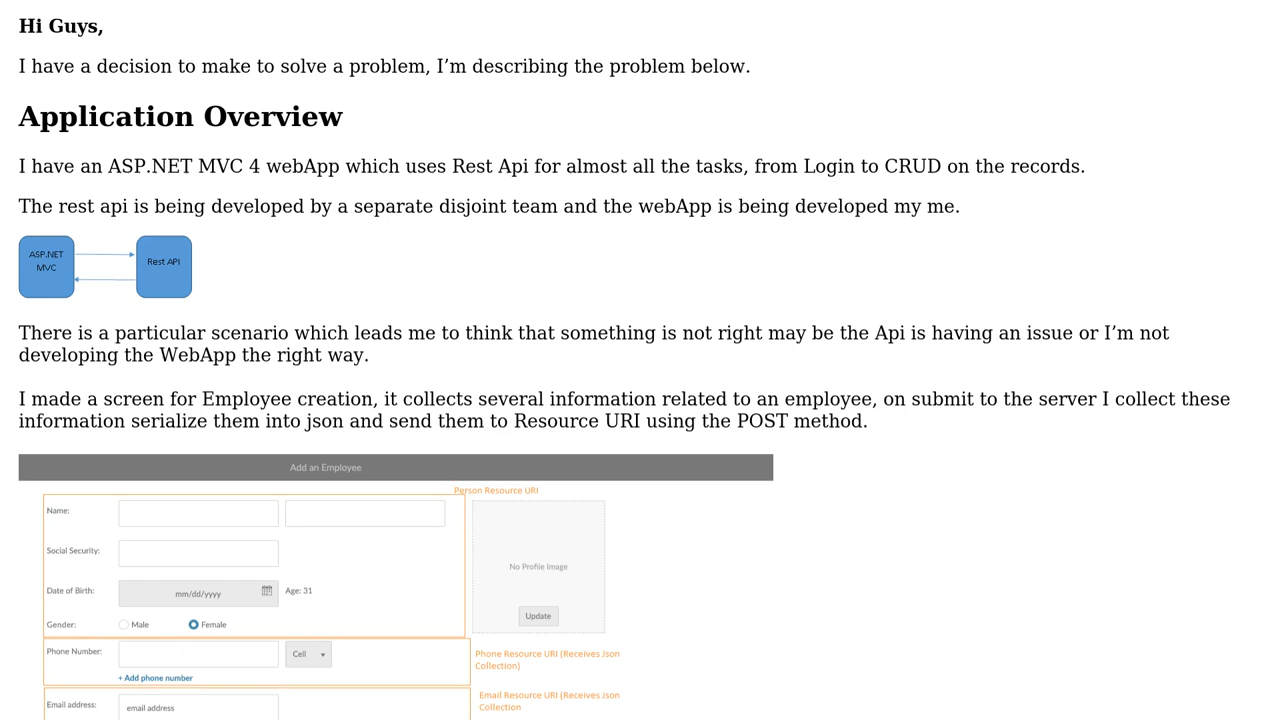 Hi Guys,
I have a decision to make to solve a problem, I’m describing the problem below.
Application Overview
I have an ASP.NET MVC 4 webApp which uses Rest Api for almost all the tasks, from Login to CRUD on the records.
The rest api is being developed by a separate disjoint team and the webApp is being developed my me.
ASP.NET
MVC
Rest API
There is a particular scenario which leads me to think that something is not right may be the Api is having an issue or I’m not
developing the WebApp the right way.
I made a screen for Employee creation, it collects several information related to an employee, on submit to the server I collect these
information serialize them into json and send them to Resource URI using the POST method.
Add an Employee
Person Resource URI
Name:
Social Security:
No Profile Image
Date of Birth: mm/dd/yyyy Age: 31
Update
Gender: Male Female
Phone Number: Cell
Phone Resource URI (Receives Json
Collection)
+ Add phone number
Email Resource URI (Receives Json
Collection
Email address: email address